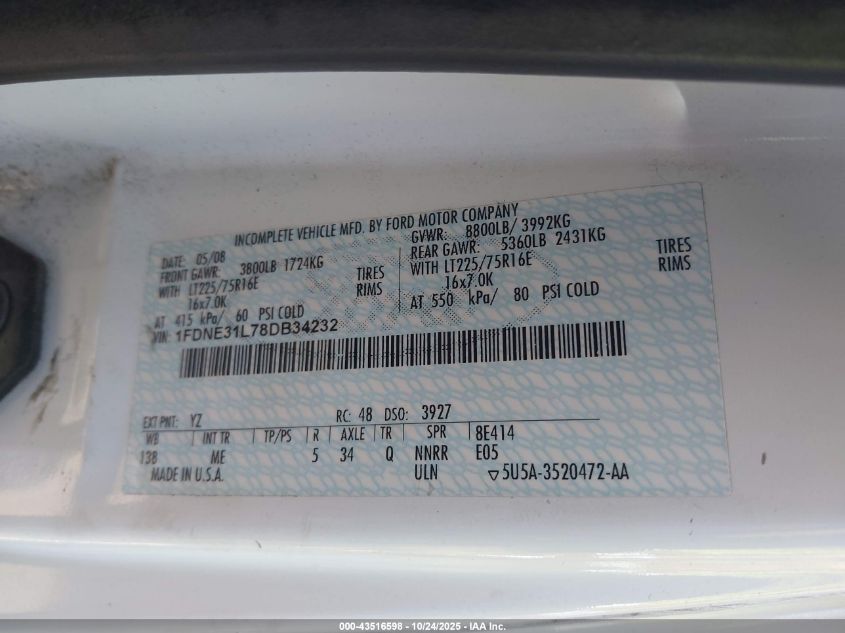 INCOMPLETE VEHICLE MFD. BY FORD MOTOR COMPANY
DATE: 05/08 GVWR: 8800LB/ 3992KG
FRONT GAWR: 3800LB 1724KG REAR GAWR: 5360LB 2431KG
WITH LT225/75R16E TIRES WITH LT225/75R16E TIRES
16x7.0K RIMS 16x7.0K RIMS
AT 415 kPa/ 60 PSI COLD AT 550 kPa/ 80 PSI COLD
VIN: 1FDNE31L78DB34232
EXT PNT: YZ RC: 48 DSO: 3927
WB INT TR TP/PS R AXLE TR SPR 8E414
138 ME 5 34 Q NNRR E05
MADE IN U.S.A. ULN ▽5U5A-3520472-AA
000-43516598 - 10/24/2025 - IAA Inc.